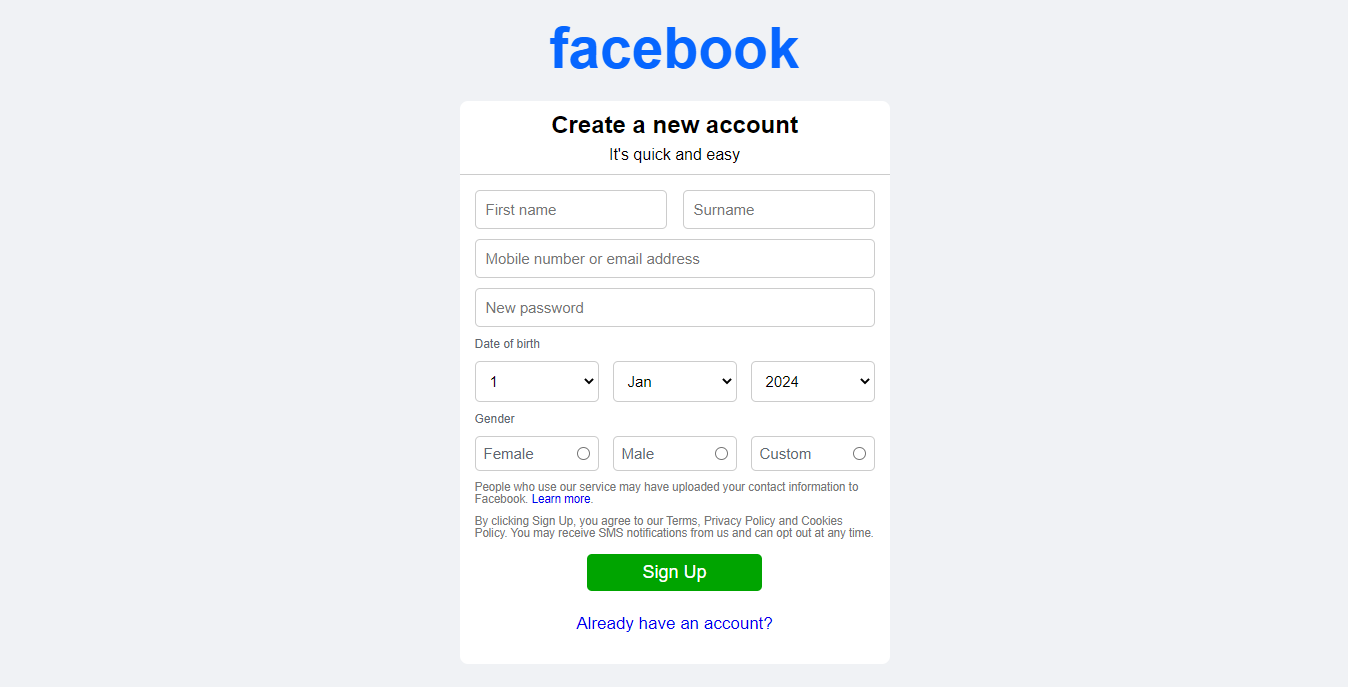 facebook
Create a new account
It's quick and easy
First name Surname
Mobile number or email address
New password
Date of birth
1 Jan 2024
Gender
Female Male Custom
People who use our service may have uploaded your contact information to
Facebook. Learn more.
By clicking Sign Up, you agree to our Terms, Privacy Policy and Cookies
Policy. You may receive SMS notifications from us and can opt out at any time.
Sign Up
Already have an account?